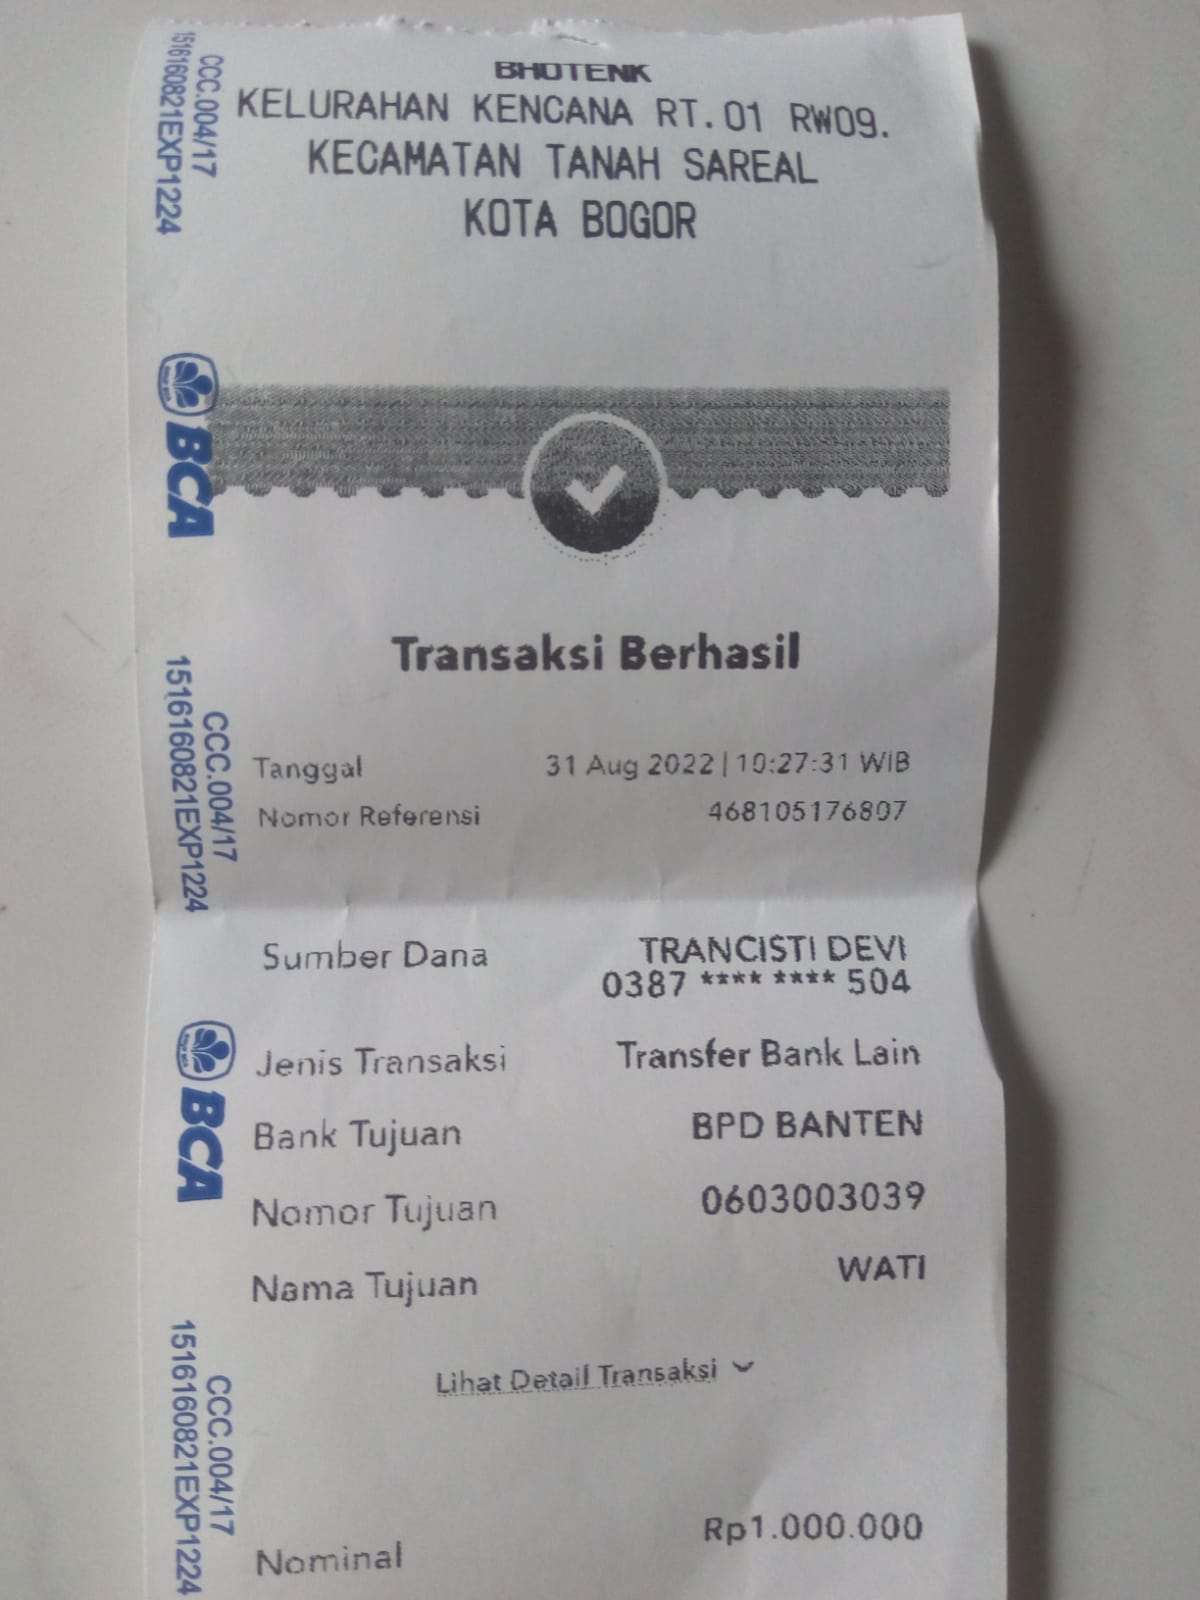 BHOTENK
KELURAHAN KENCANA RT.01 RW09.
KECAMATAN TANAH SAREAL
KOTA BOGOR
CCC.004/17
1516160821EXP1224
BCA
Transaksi Berhasil
Tanggal 31 Aug 2022 | 10:27:31 WIB
Nomor Referensi 468105176807
CCC.004/17
1516160821EXP1224
Sumber Dana TRANCISTI DEVI
0387 **** **** 504
Jenis Transaksi Transfer Bank Lain
BCA
Bank Tujuan BPD BANTEN
Nomor Tujuan 0603003039
Nama Tujuan WATI
Lihat Detail Transaksi
CCC.004/17
1516160821EXP1224
Nominal Rp1.000.000